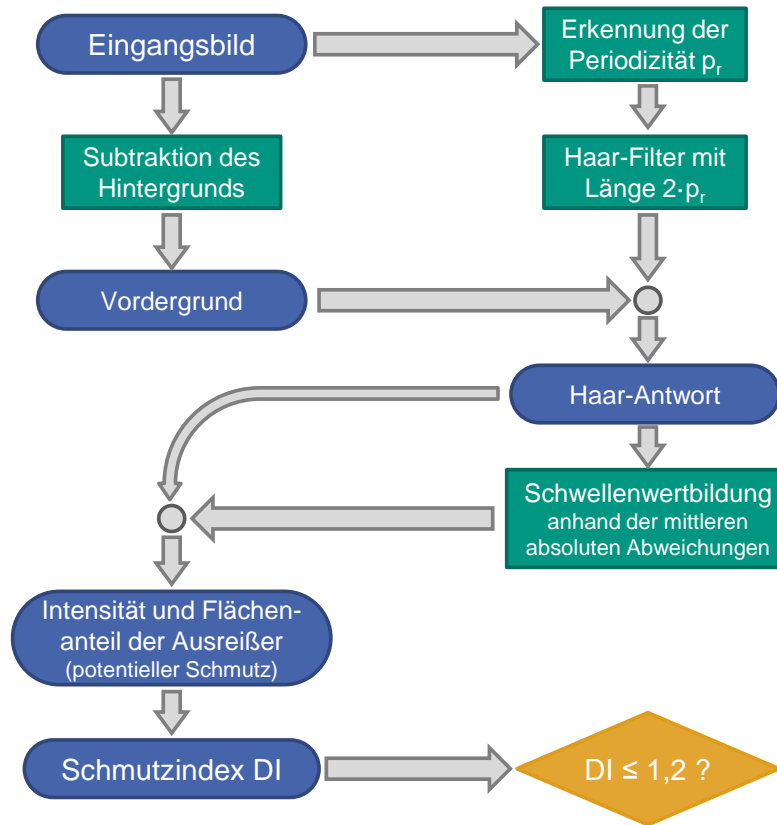 Eingangsbild
Erkennung der
Periodizität pr
Subtraktion des
Hintergrunds
Haar-Filter mit
Länge 2·pr
Vordergrund
Haar-Antwort
Schwellenwertbildung
anhand der mittleren
absoluten Abweichungen
Intensität und Flächen-
anteil der Ausreißer
(potentieller Schmutz)
Schmutzindex DI
DI ≤ 1,2 ?